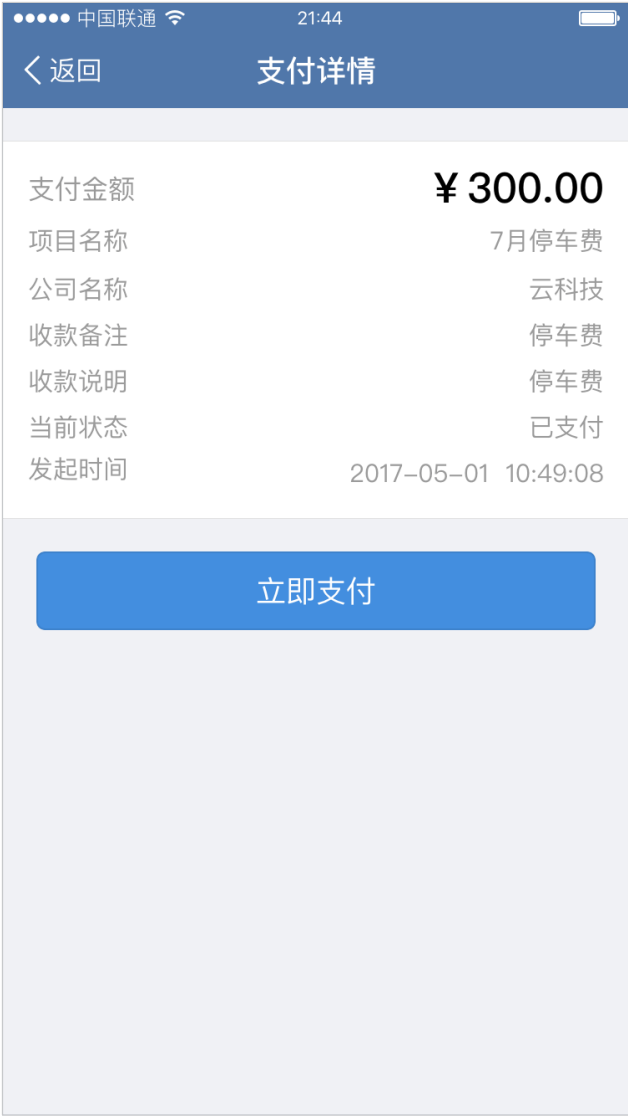 中国联通 21:44
返回 支付详情
支付金额 ¥300.00
项目名称 7月停车费
公司名称 云科技
收款备注 停车费
收款说明 停车费
当前状态 已支付
发起时间 2017-05-01 10:49:08
立即支付